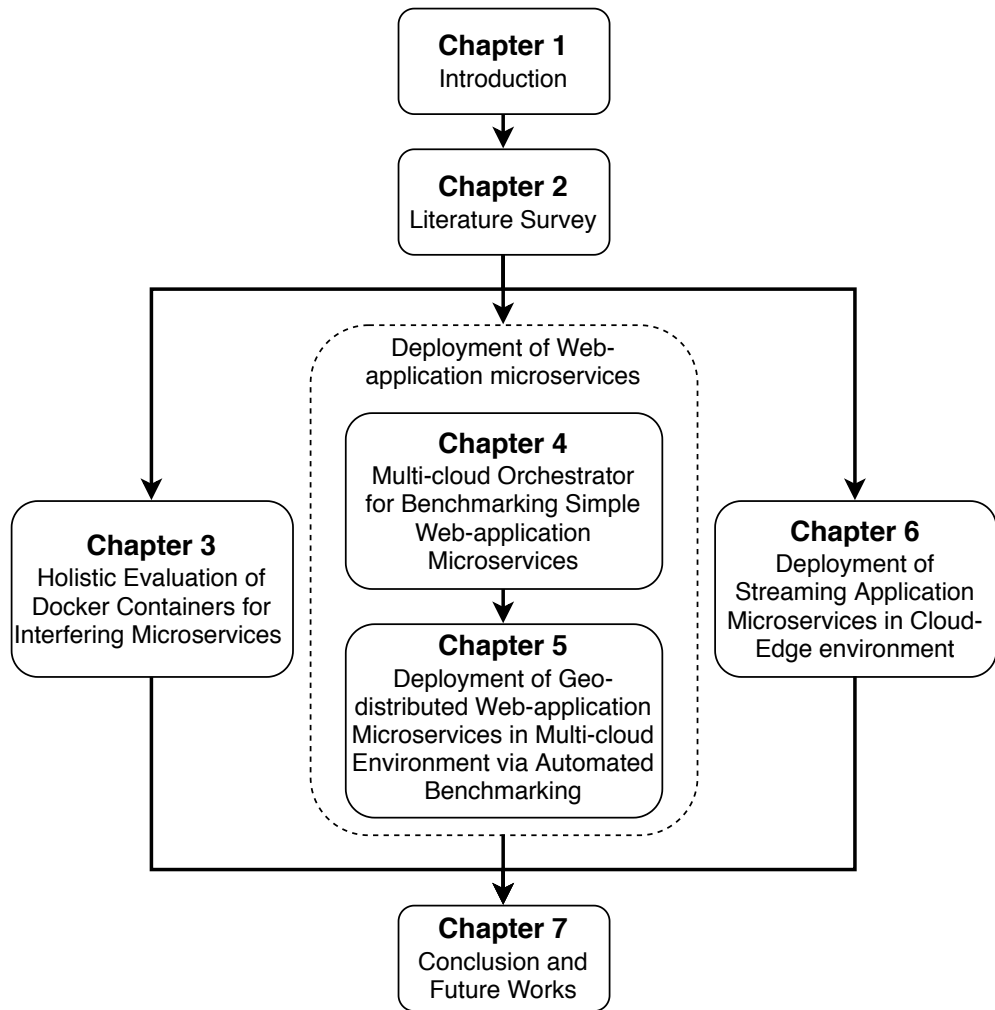 Chapter 1
Introduction
Chapter 2
Literature Survey
Deployment of Web-
application microservices
Chapter 4
Multi-cloud Orchestrator
for Benchmarking Simple
Web-application
Microservices
Chapter 3
Holistic Evaluation of
Docker Containers for
Interfering Microservices
Chapter 6
Deployment of
Streaming Application
Microservices in Cloud-
Edge environment
Chapter 5
Deployment of Geo-
distributed Web-application
Microservices in Multi-cloud
Environment via Automated
Benchmarking
Chapter 7
Conclusion and
Future Works